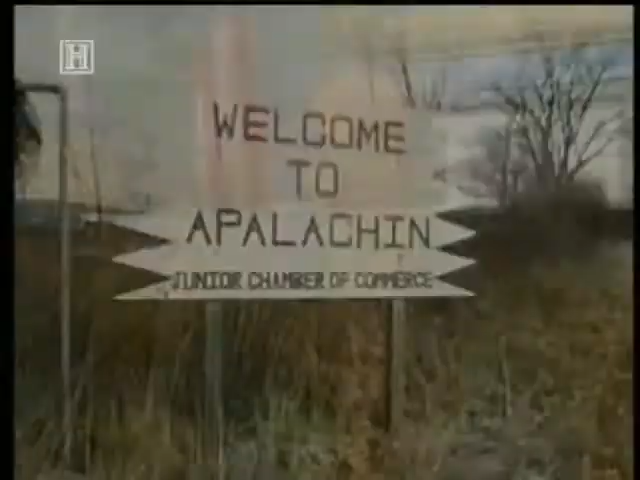 H
WELCOME
TO
APALACHIN
JUNIOR CHAMBER OF COMMERCE